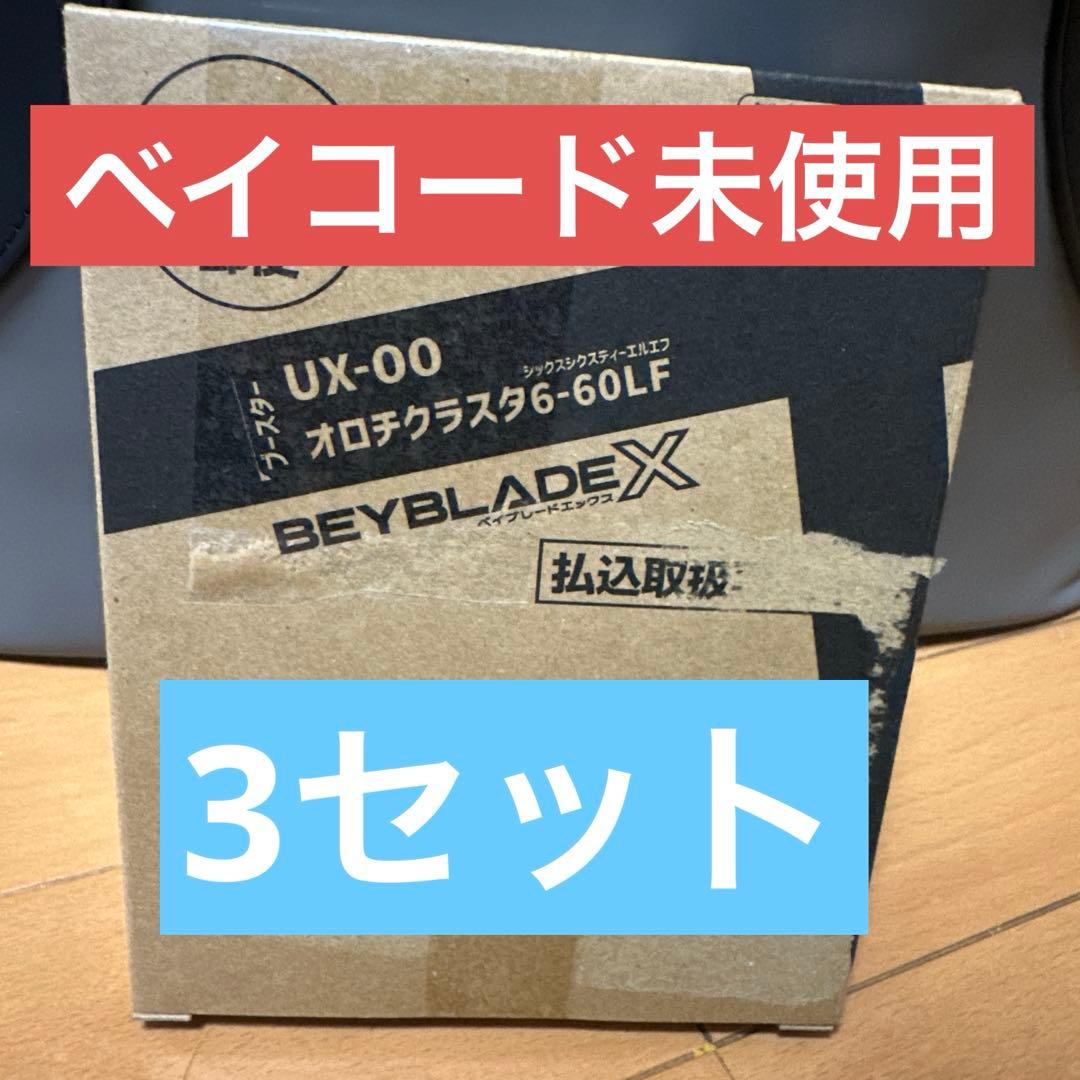 ベイコード未使用
ブースター
UX-00
シックスシクスティーエルエフ
オロチクラスタ6-60LF
BEYBLADE X
ベイブレードエックス
払込取扱
3セット